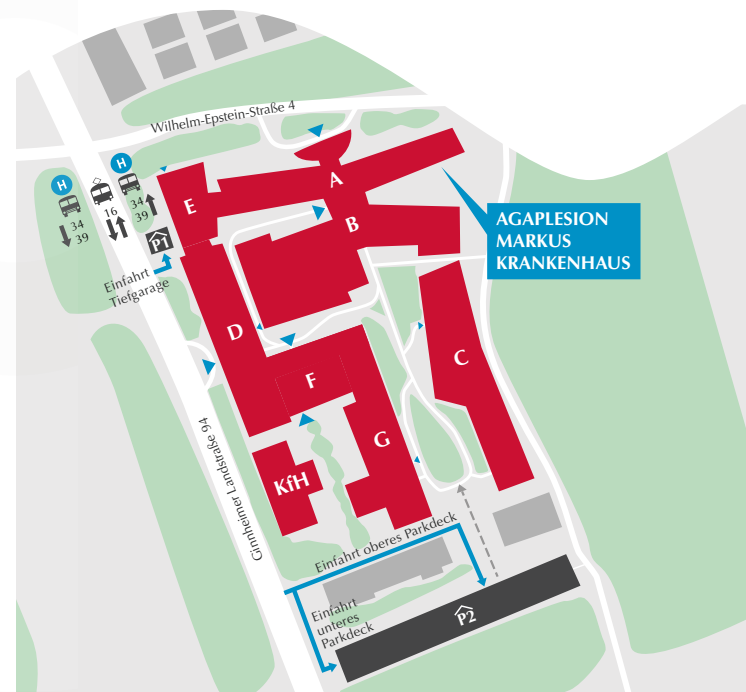 Wilhelm-Epstein-Straße 4
H
H
34
39
16
34
39
P1
Einfahrt
Tiefgarage
E
A
B
AGAPLESION
MARKUS
KRANKENHAUS
D
F
C
G
KfH
Ginnheimer Landstraße 94
Einfahrt oberes Parkdeck
Einfahrt
unteres
Parkdeck
P2